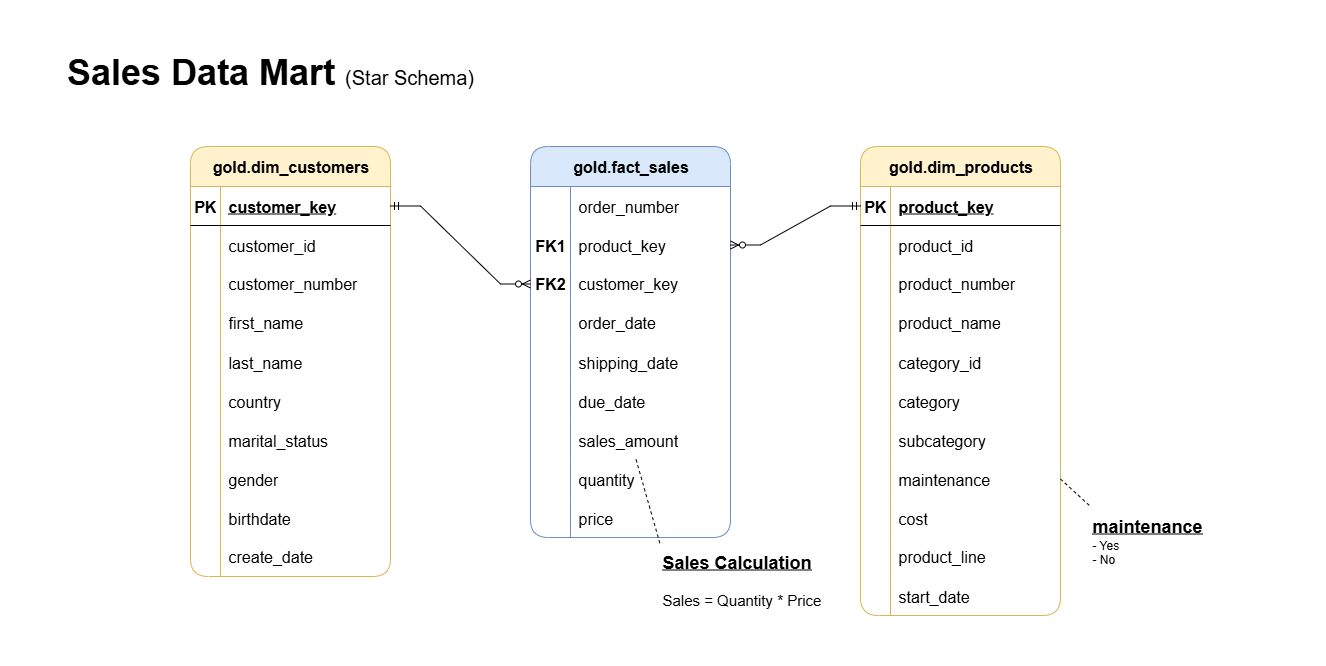 Sales Data Mart (Star Schema)
gold.dim_customers
PK customer_key
customer_id
customer_number
first_name
last_name
country
marital_status
gender
birthdate
create_date
gold.fact_sales
order_number
FK1 product_key
FK2 customer_key
order_date
shipping_date
due_date
sales_amount
quantity
price
Sales Calculation
Sales = Quantity * Price
gold.dim_products
PK product_key
product_id
product_number
product_name
category_id
category
subcategory
maintenance
cost
product_line
start_date
maintenance
- Yes
- No